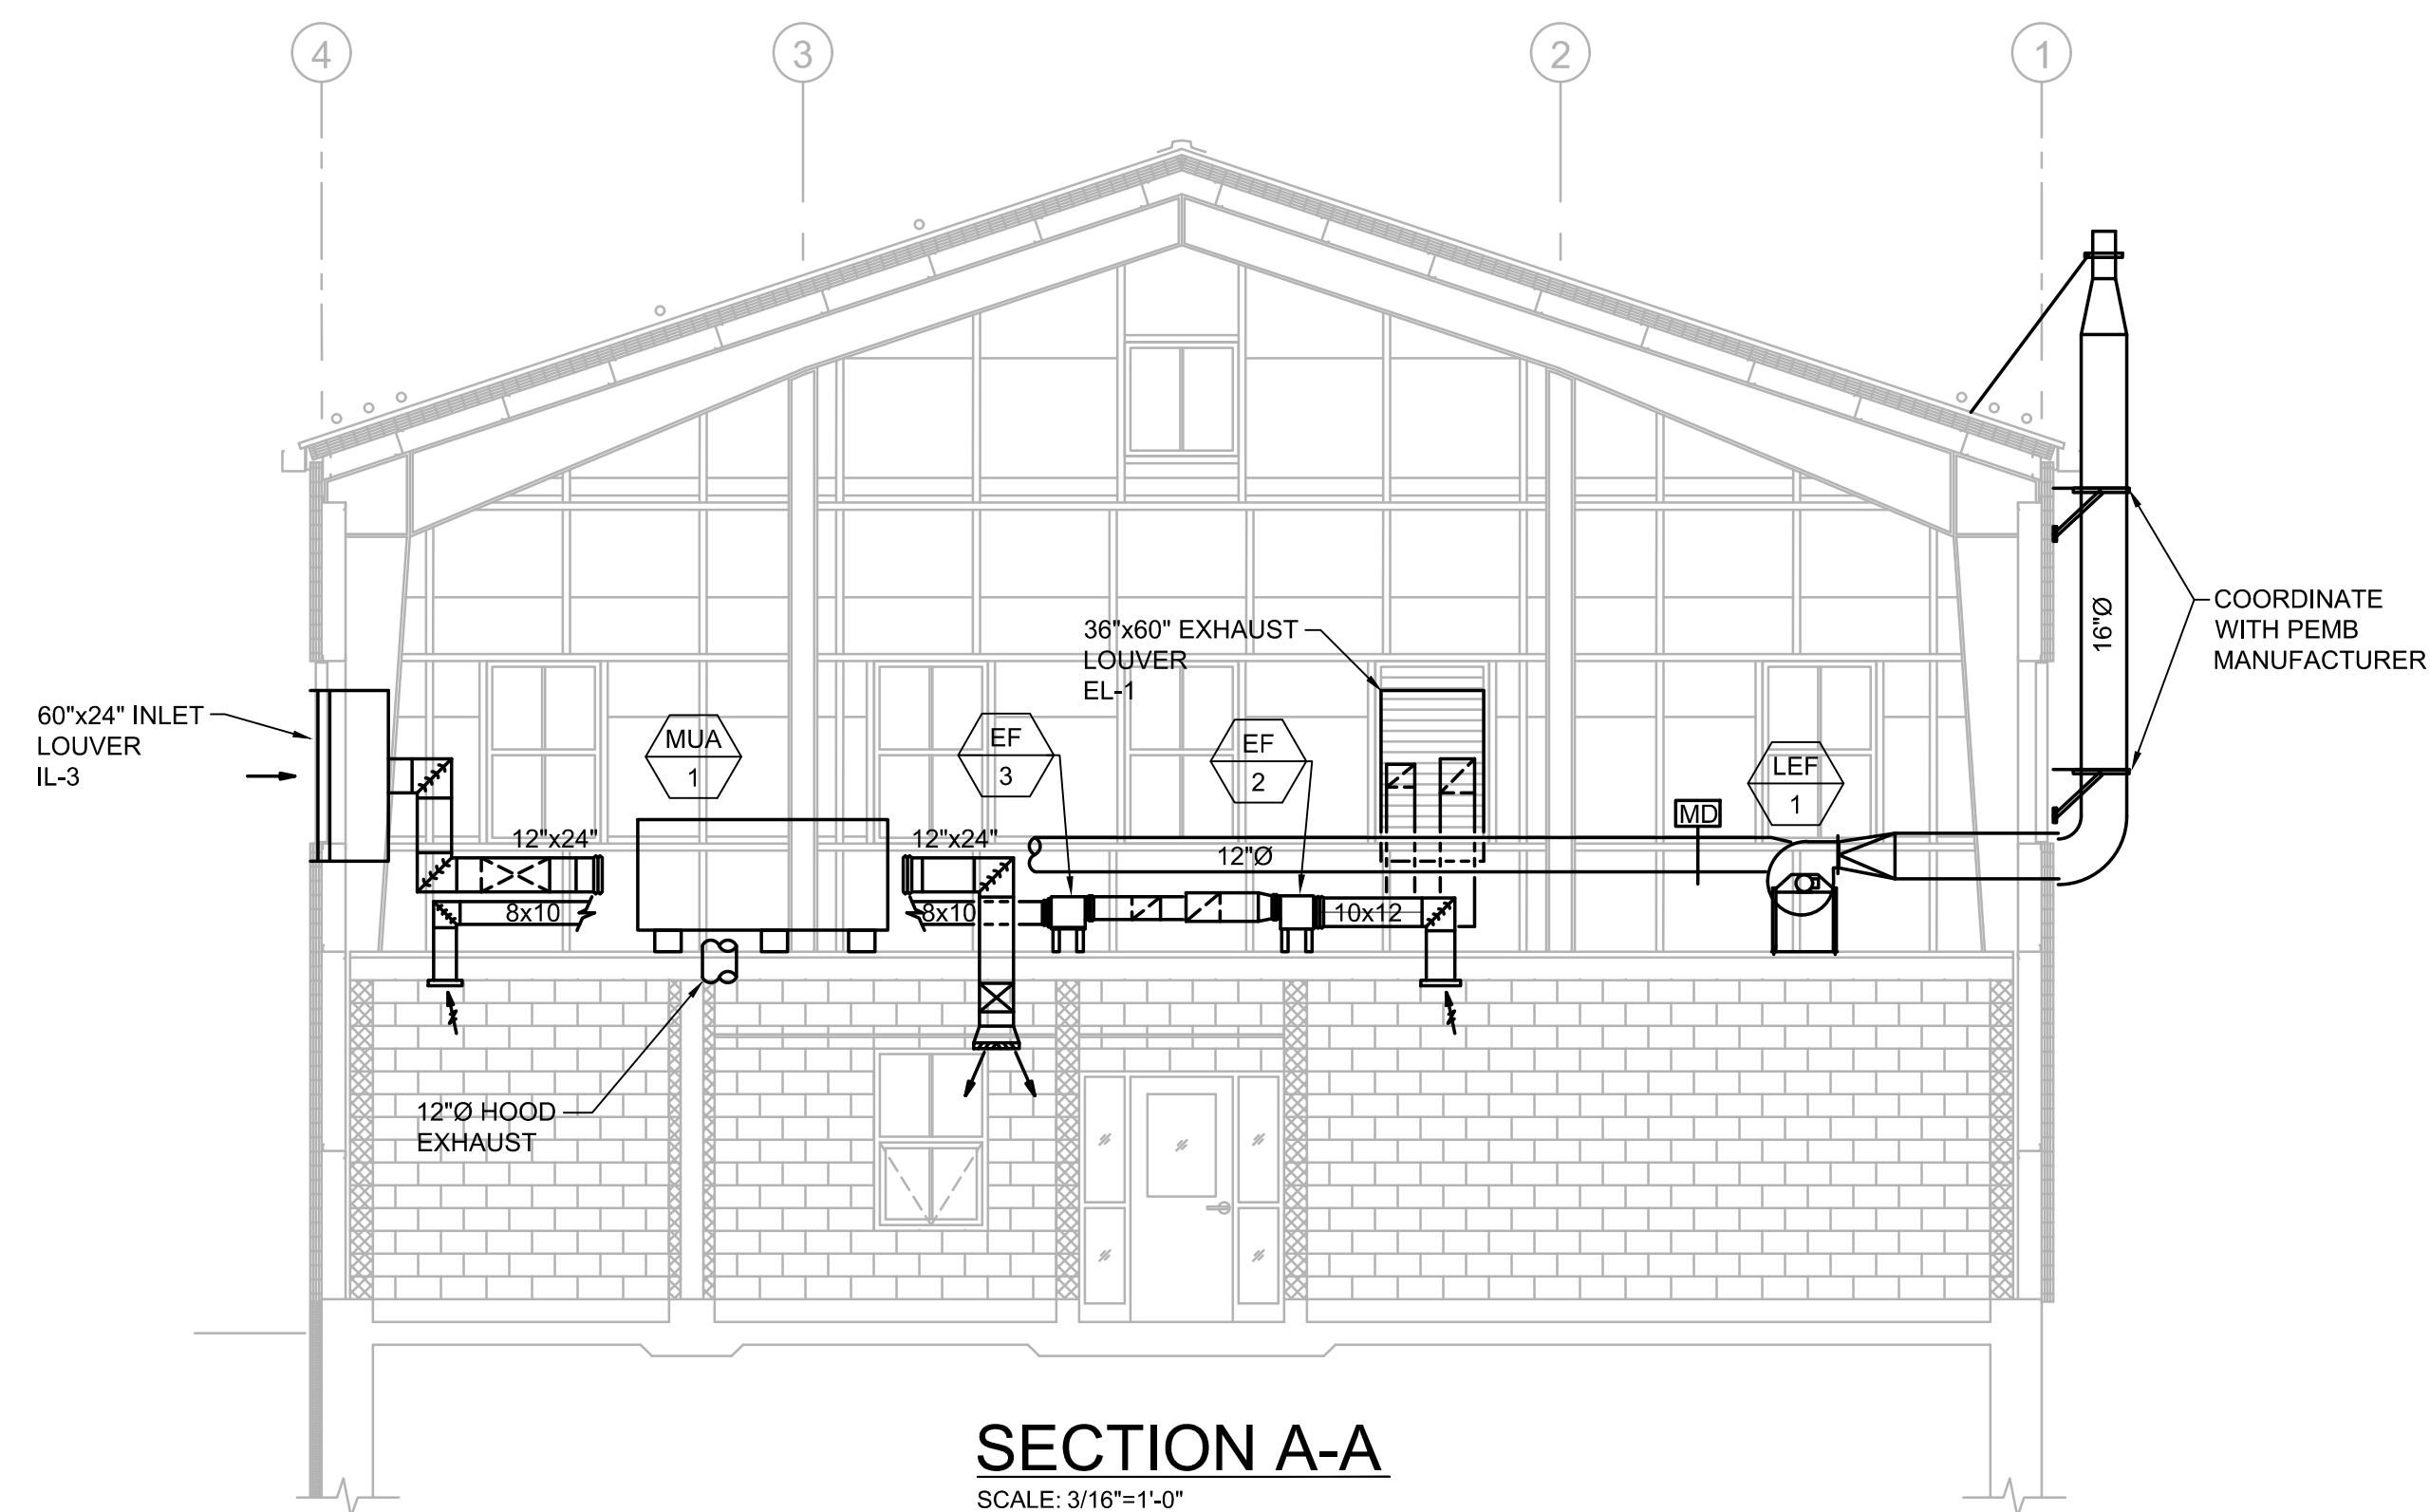 4
3
2
1
36"x60" EXHAUST
LOUVER
EL-1
COORDINATE
WITH PEMB
MANUFACTURER
16"Ø
60"x24" INLET
LOUVER
IL-3
MUA
1
EF
3
EF
2
LEF
1
MD
12"x24"
12"x24"
12"Ø
8x10
8x10
10x12
12"Ø HOOD
EXHAUST
SECTION A-A
SCALE: 3/16"=1'-0"